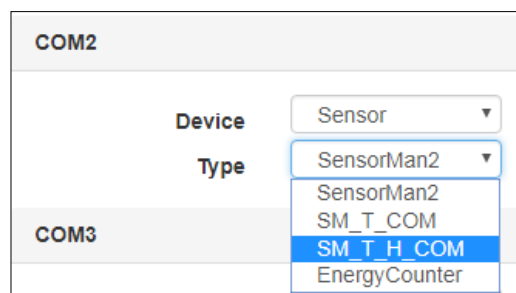 COM2
Device Sensor
Type SensorMan2
SensorMan2
SM_T_COM
COM3
SM_T_H_COM
EnergyCounter